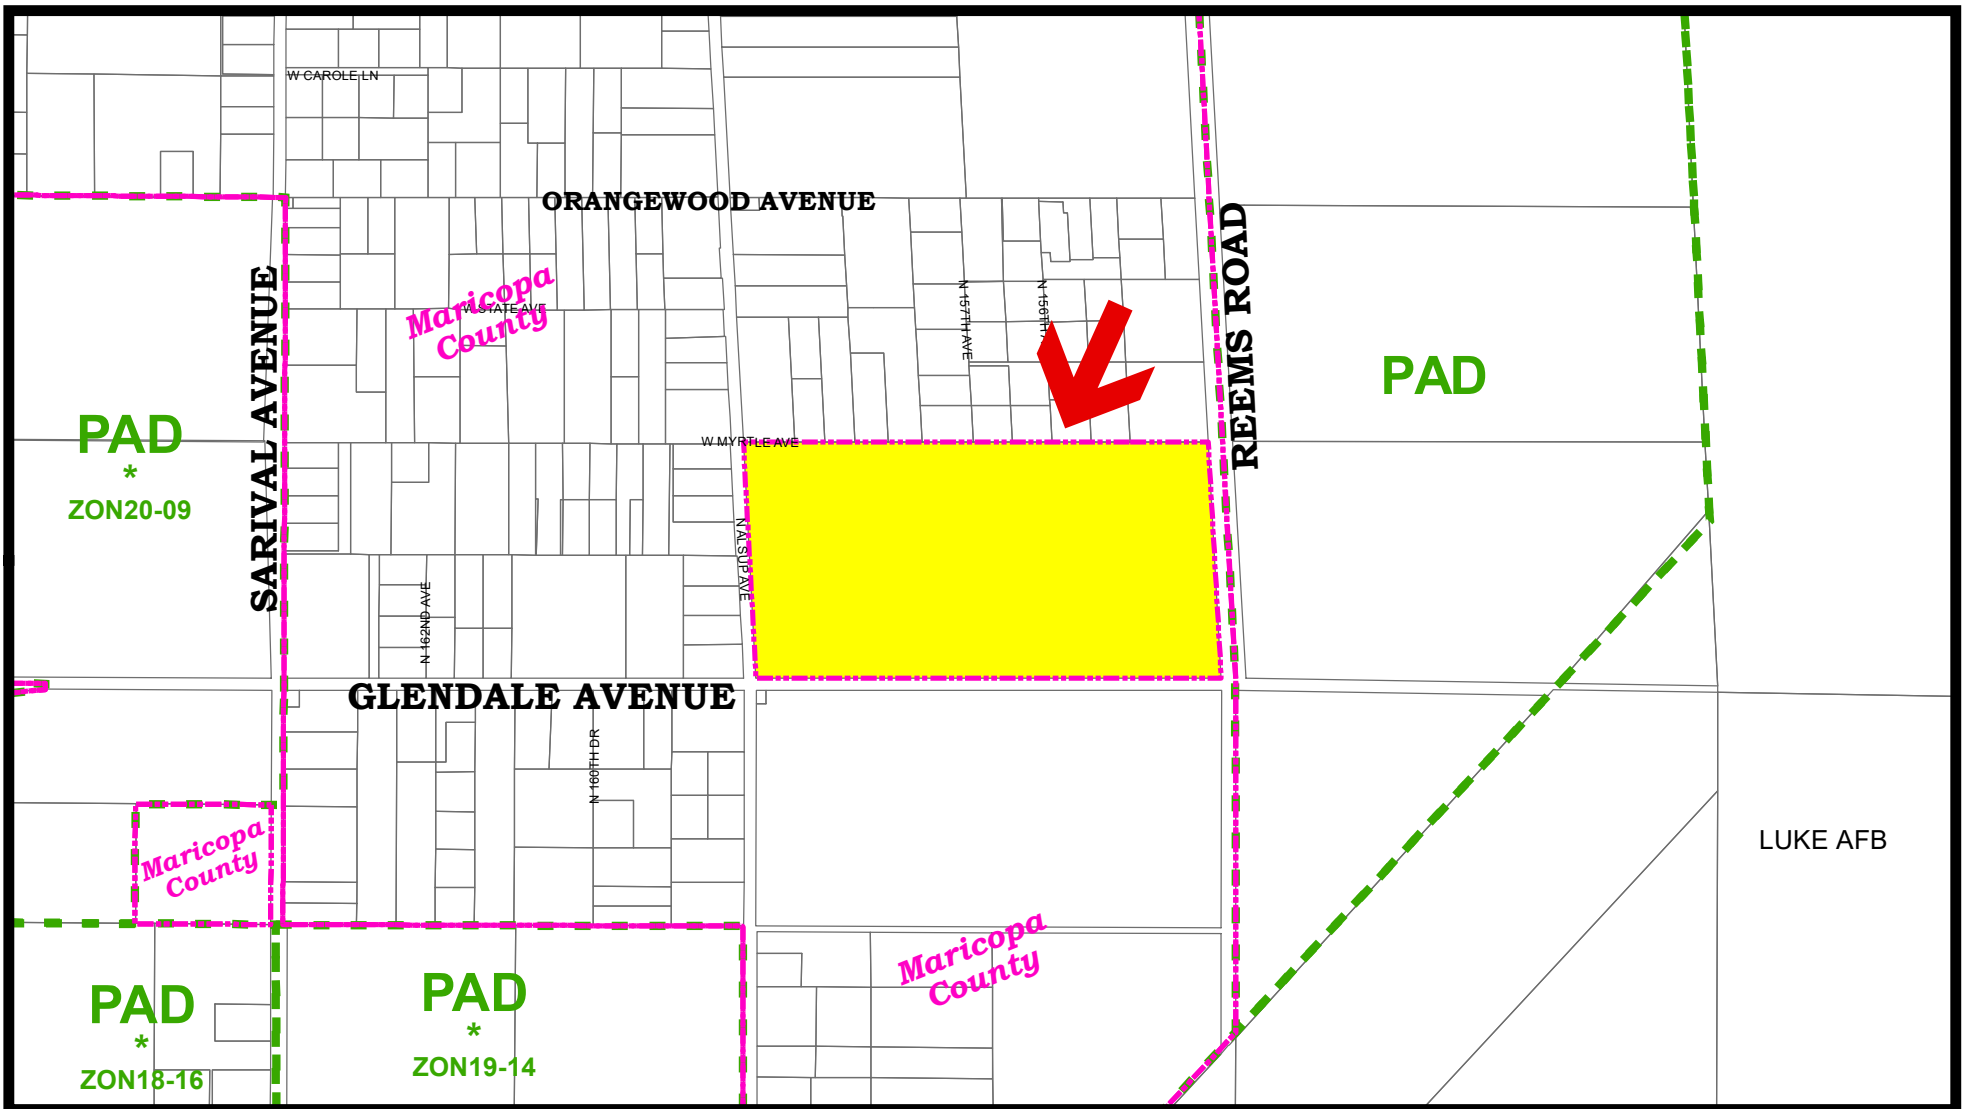 W CAROLE LN
ORANGEWOOD AVENUE
SARIVAL AVENUE
Maricopa
County
W STATE AVE
N 157TH AVE
N 156TH
REEMS ROAD
PAD
PAD
*
ZON20-09
W MYRTLE AVE
N ALSUP AVE
N 162ND AVE
GLENDALE AVENUE
N 160TH DR
Maricopa
County
LUKE AFB
Maricopa
County
PAD
*
ZON18-16
PAD
*
ZON19-14